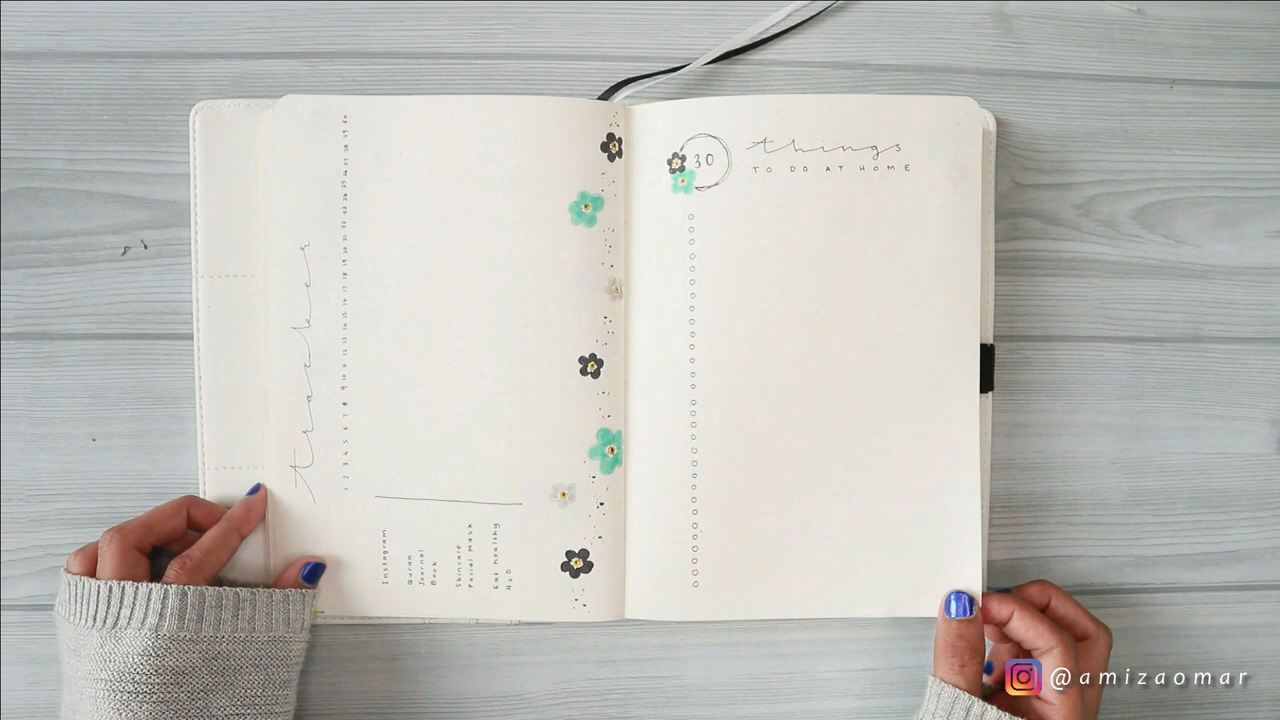 Tracker
1 2 3 4 5 6 7 8 9 10 11 12 13 14 15 16 17 18 19 20 21 22 23 24 25 26 27 28 29 30
Instagram
Quran
Journal
Book
Skincare
Facial Mask
Eat healthy
H2O
30
things
TO DO AT HOME
@amizaomar